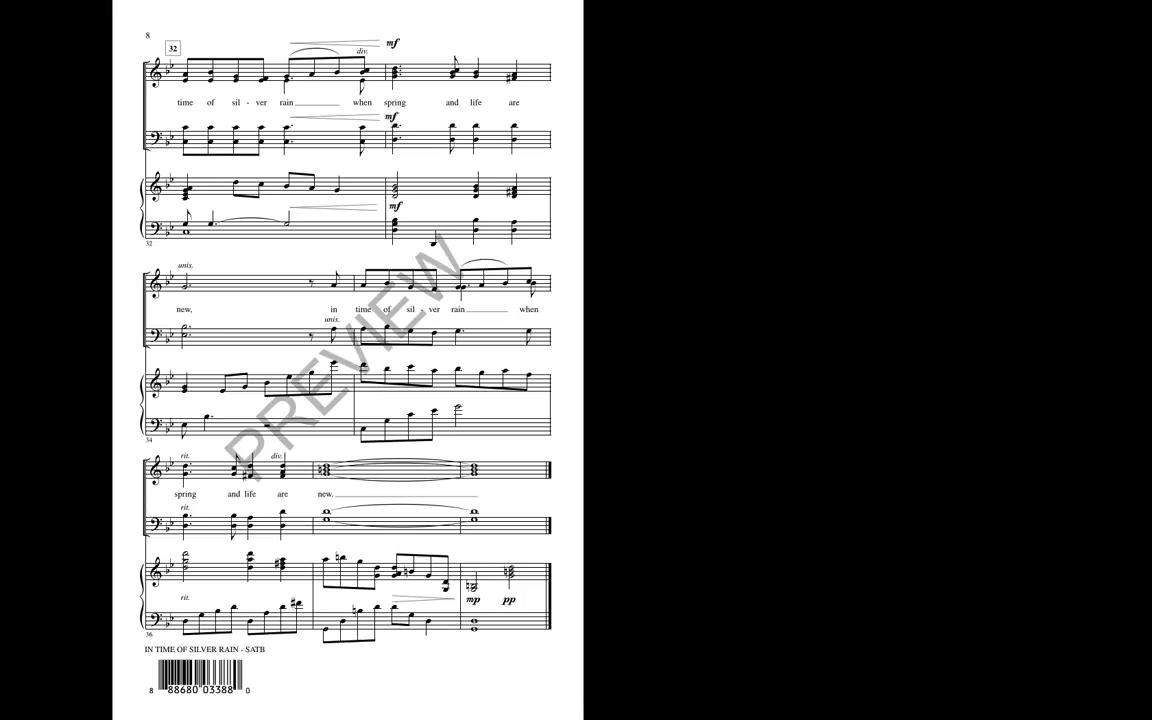 8
32
mf
div.
time of sil - ver rain when spring and life are
mf
mf
32
unis.
new, in time of sil - ver rain when
unis.
34
rit. div.
spring and life are new.
rit.
rit.
mp pp
36
IN TIME OF SILVER RAIN - SATB
8 88680 03388 0
PREVIEW